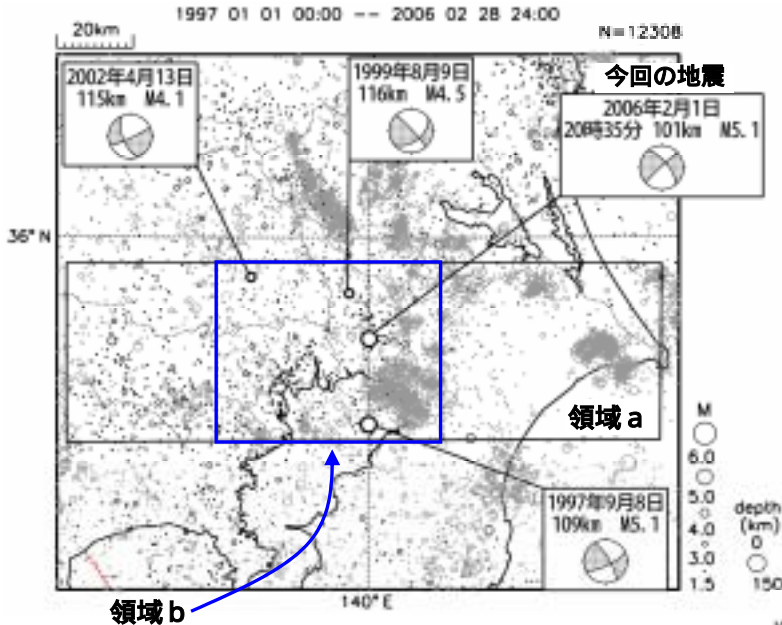 1997 01 01 00:00 -- 2006 02 28 24:00
20km
N=12308
2002年4月13日
115km M4.1
1999年8月9日
116km M4.5
今回の地震
2006年2月1日
20時35分 101km M5.1
36°N
領域a
M
6.0
5.0
4.0
3.0
1.5
depth
(km)
0
150
1997年9月8日
109km M5.1
140°E
領域b